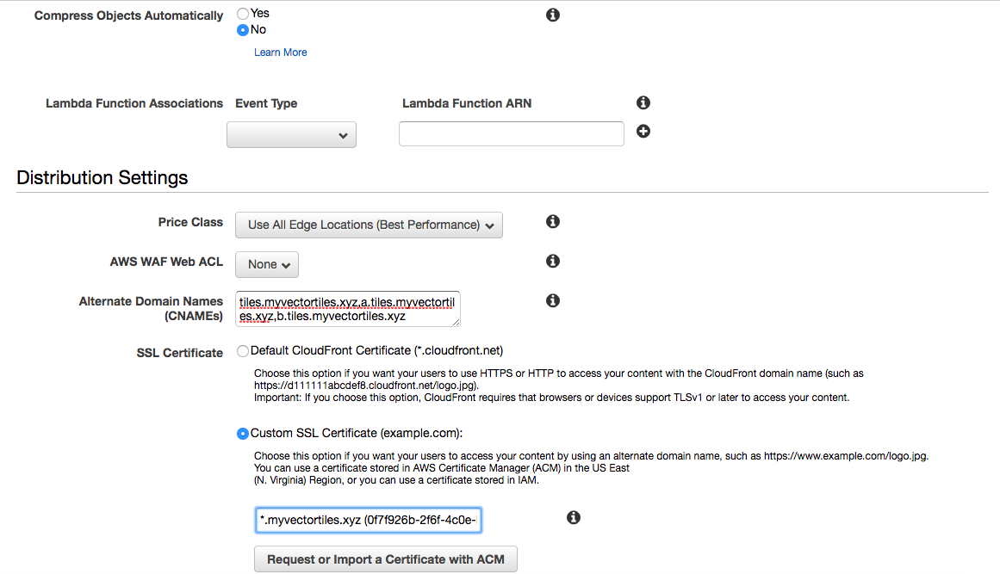 Compress Objects Automatically
Yes
No
Learn More
Lambda Function Associations
Event Type
Lambda Function ARN
Distribution Settings
Price Class
Use All Edge Locations (Best Performance)
AWS WAF Web ACL
None
Alternate Domain Names
(CNAMEs)
tiles.myvectortiles.xyz,a.tiles.myvectortil
es.xyz,b.tiles.myvectortiles.xyz
SSL Certificate
Default CloudFront Certificate (*.cloudfront.net)
Choose this option if you want your users to use HTTPS or HTTP to access your content with the CloudFront domain name (such as
https://d111111abcdef8.cloudfront.net/logo.jpg).
Important: If you choose this option, CloudFront requires that browsers or devices support TLSv1 or later to access your content.
Custom SSL Certificate (example.com):
Choose this option if you want your users to access your content by using an alternate domain name, such as https://www.example.com/logo.jpg.
You can use a certificate stored in AWS Certificate Manager (ACM) in the US East
(N. Virginia) Region, or you can use a certificate stored in IAM.
*.myvectortiles.xyz (0f7f926b-2f6f-4c0e-
Request or Import a Certificate with ACM